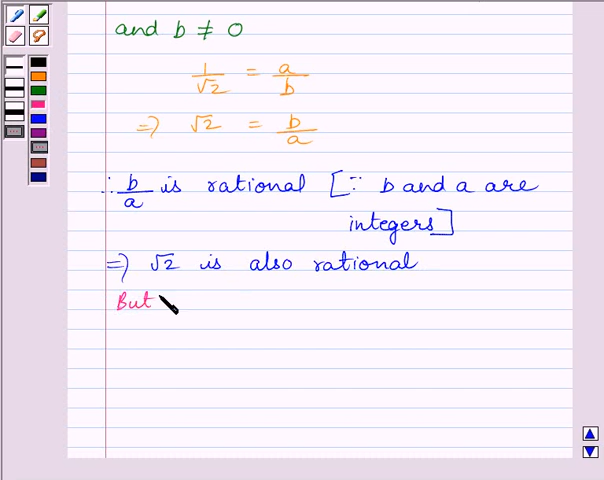 and b ≠ 0
1/√2 = a/b
⇒ √2 = b/a
∴ b/a is rational [∵ b and a are
integers]
⇒ √2 is also rational
But